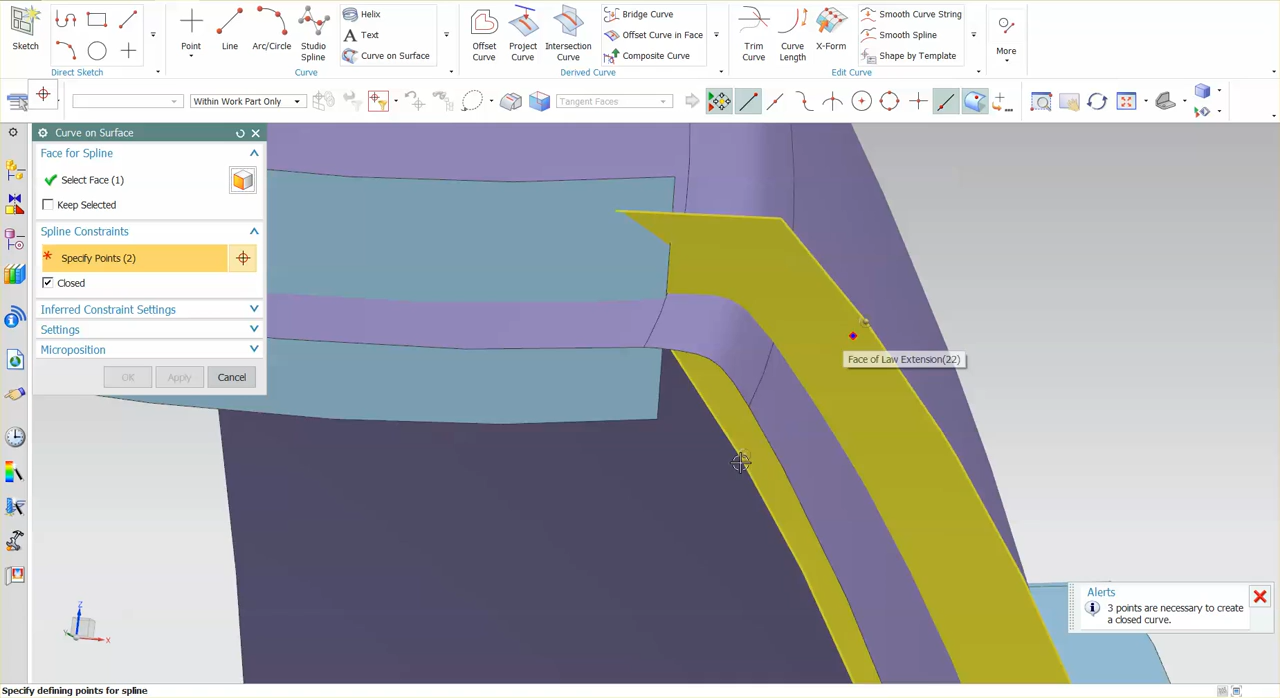 Sketch
Direct Sketch
Point
Line
Arc/Circle
Studio Spline
Helix
Text
Curve on Surface
Curve
Offset Curve
Project Curve
Intersection Curve
Bridge Curve
Offset Curve in Face
Composite Curve
Derived Curve
Trim Curve
Curve Length
X-Form
Smooth Curve String
Smooth Spline
Shape by Template
Edit Curve
More
Within Work Part Only
Tangent Faces
Curve on Surface
Face for Spline
Select Face (1)
Keep Selected
Spline Constraints
* Specify Points (2)
Closed
Inferred Constraint Settings
Settings
Microposition
OK
Apply
Cancel
Face of Law Extension(22)
Alerts
3 points are necessary to create
a closed curve.
Z
Y
X
Specify defining points for spline